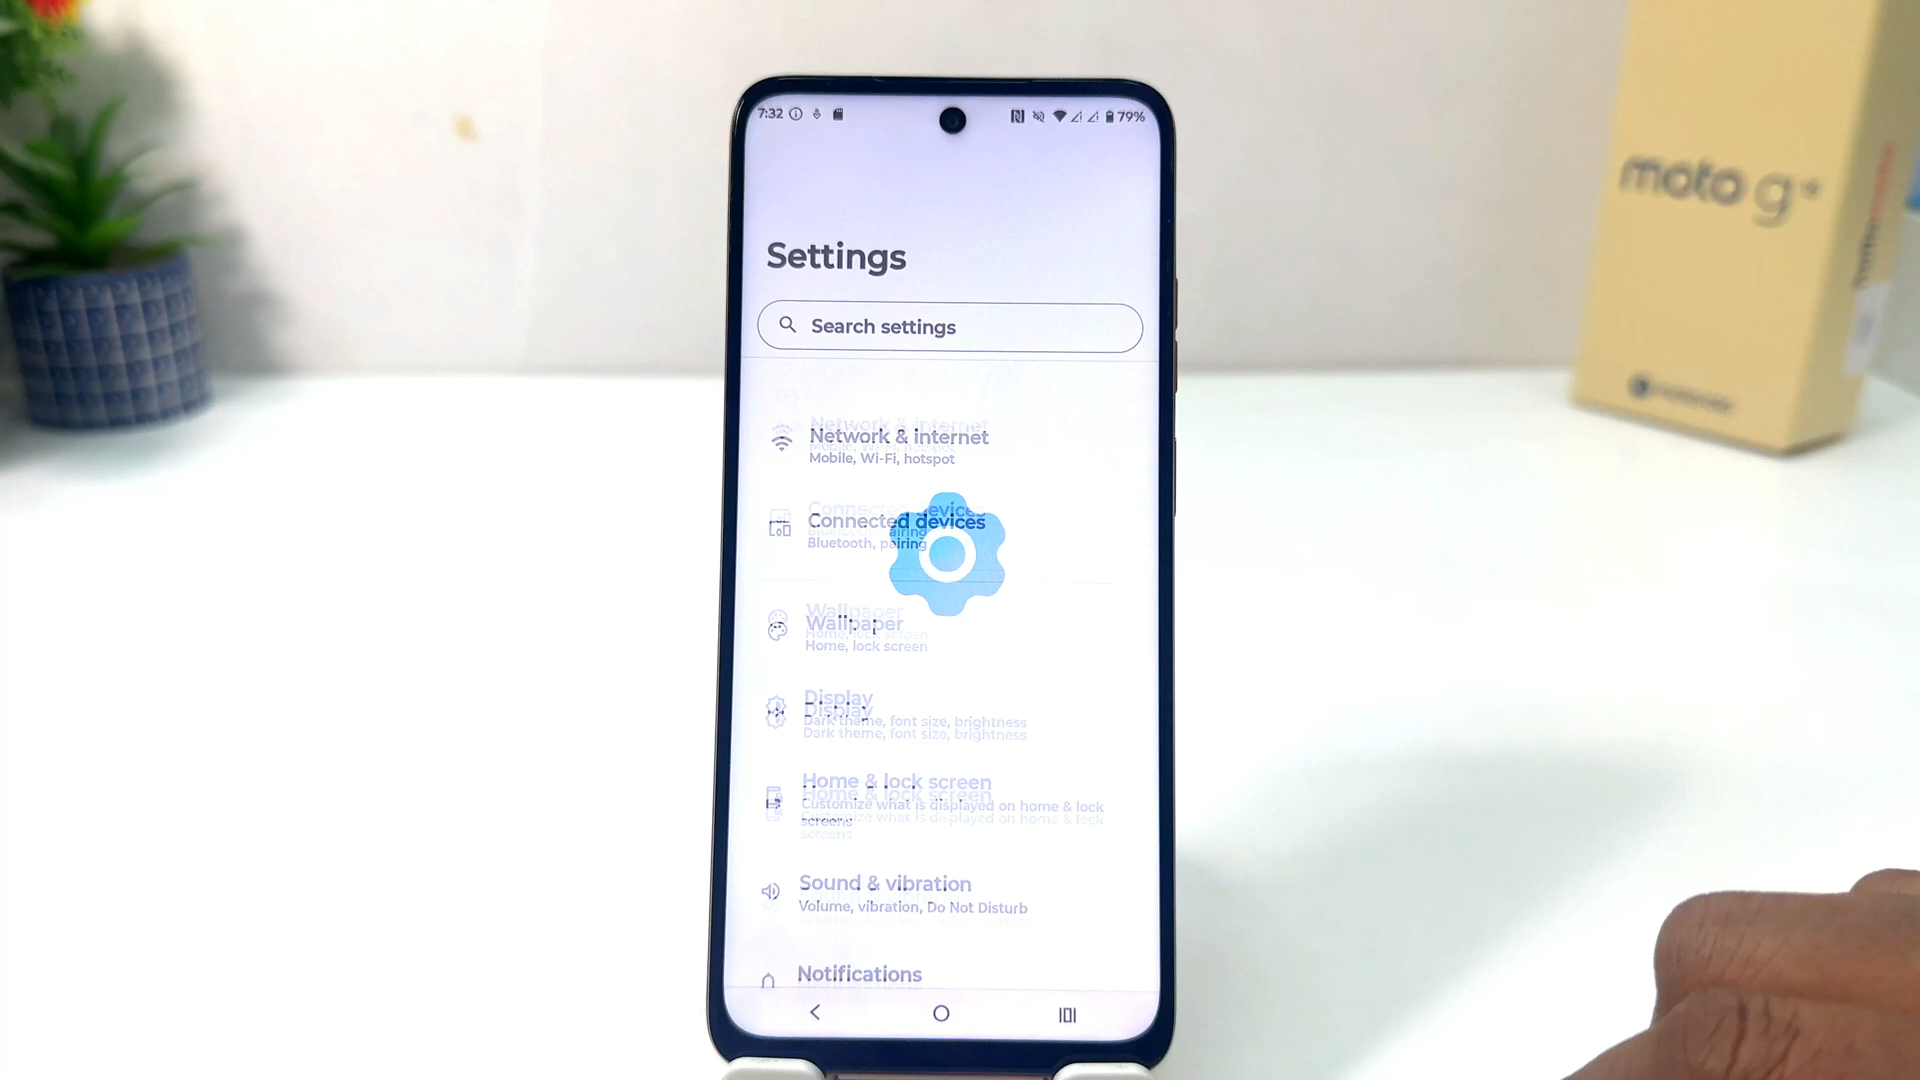 7:32
79%
moto g
Settings
Search settings
Network & internet
Mobile, Wi-Fi, hotspot
Connected devices
Bluetooth, pairing
Wallpaper
Home, lock screen
Display
Dark theme, font size, brightness
Home & lock screen
Customize what is displayed on home & lock
screens
Sound & vibration
Volume, vibration, Do Not Disturb
Notifications